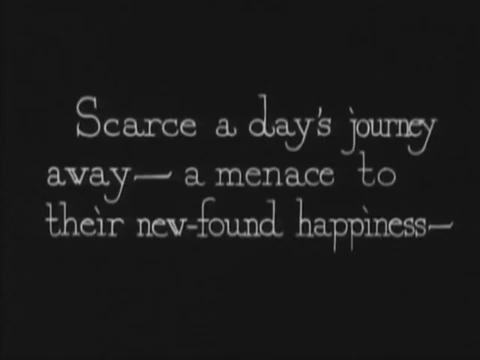 Scarce a day's journey
away— a menace to
their new-found happiness—